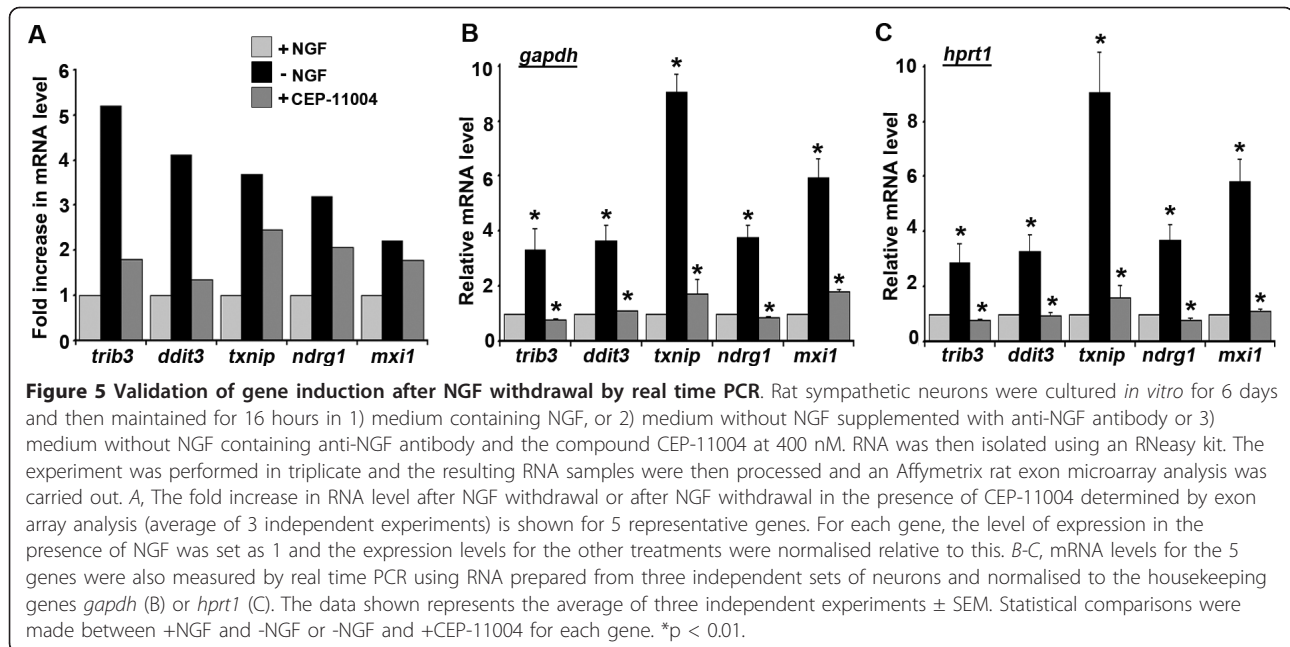 A
+ NGF
- NGF
+CEP-11004
Fold increase in mRNA level
6
5
4
3
2
1
0
trib3 ddit3 txnip ndrg1 mxi1
B
gapdh
Relative mRNA level
10
8
6
4
2
0
* * * * * * * * * *
trib3 ddit3 txnip ndrg1 mxi1
C
hprt1
Relative mRNA level
10
8
6
4
2
0
* * * * * * * * * *
trib3 ddit3 txnip ndrg1 mxi1
Figure 5 Validation of gene induction after NGF withdrawal by real time PCR. Rat sympathetic neurons were cultured in vitro for 6 days
and then maintained for 16 hours in 1) medium containing NGF, or 2) medium without NGF supplemented with anti-NGF antibody or 3)
medium without NGF containing anti-NGF antibody and the compound CEP-11004 at 400 nM. RNA was then isolated using an RNeasy kit. The
experiment was performed in triplicate and the resulting RNA samples were then processed and an Affymetrix rat exon microarray analysis was
carried out. A, The fold increase in RNA level after NGF withdrawal or after NGF withdrawal in the presence of CEP-11004 determined by exon
array analysis (average of 3 independent experiments) is shown for 5 representative genes. For each gene, the level of expression in the
presence of NGF was set as 1 and the expression levels for the other treatments were normalised relative to this. B-C, mRNA levels for the 5
genes were also measured by real time PCR using RNA prepared from three independent sets of neurons and normalised to the housekeeping
genes gapdh (B) or hprt1 (C). The data shown represents the average of three independent experiments ± SEM. Statistical comparisons were
made between +NGF and -NGF or -NGF and +CEP-11004 for each gene. *p < 0.01.